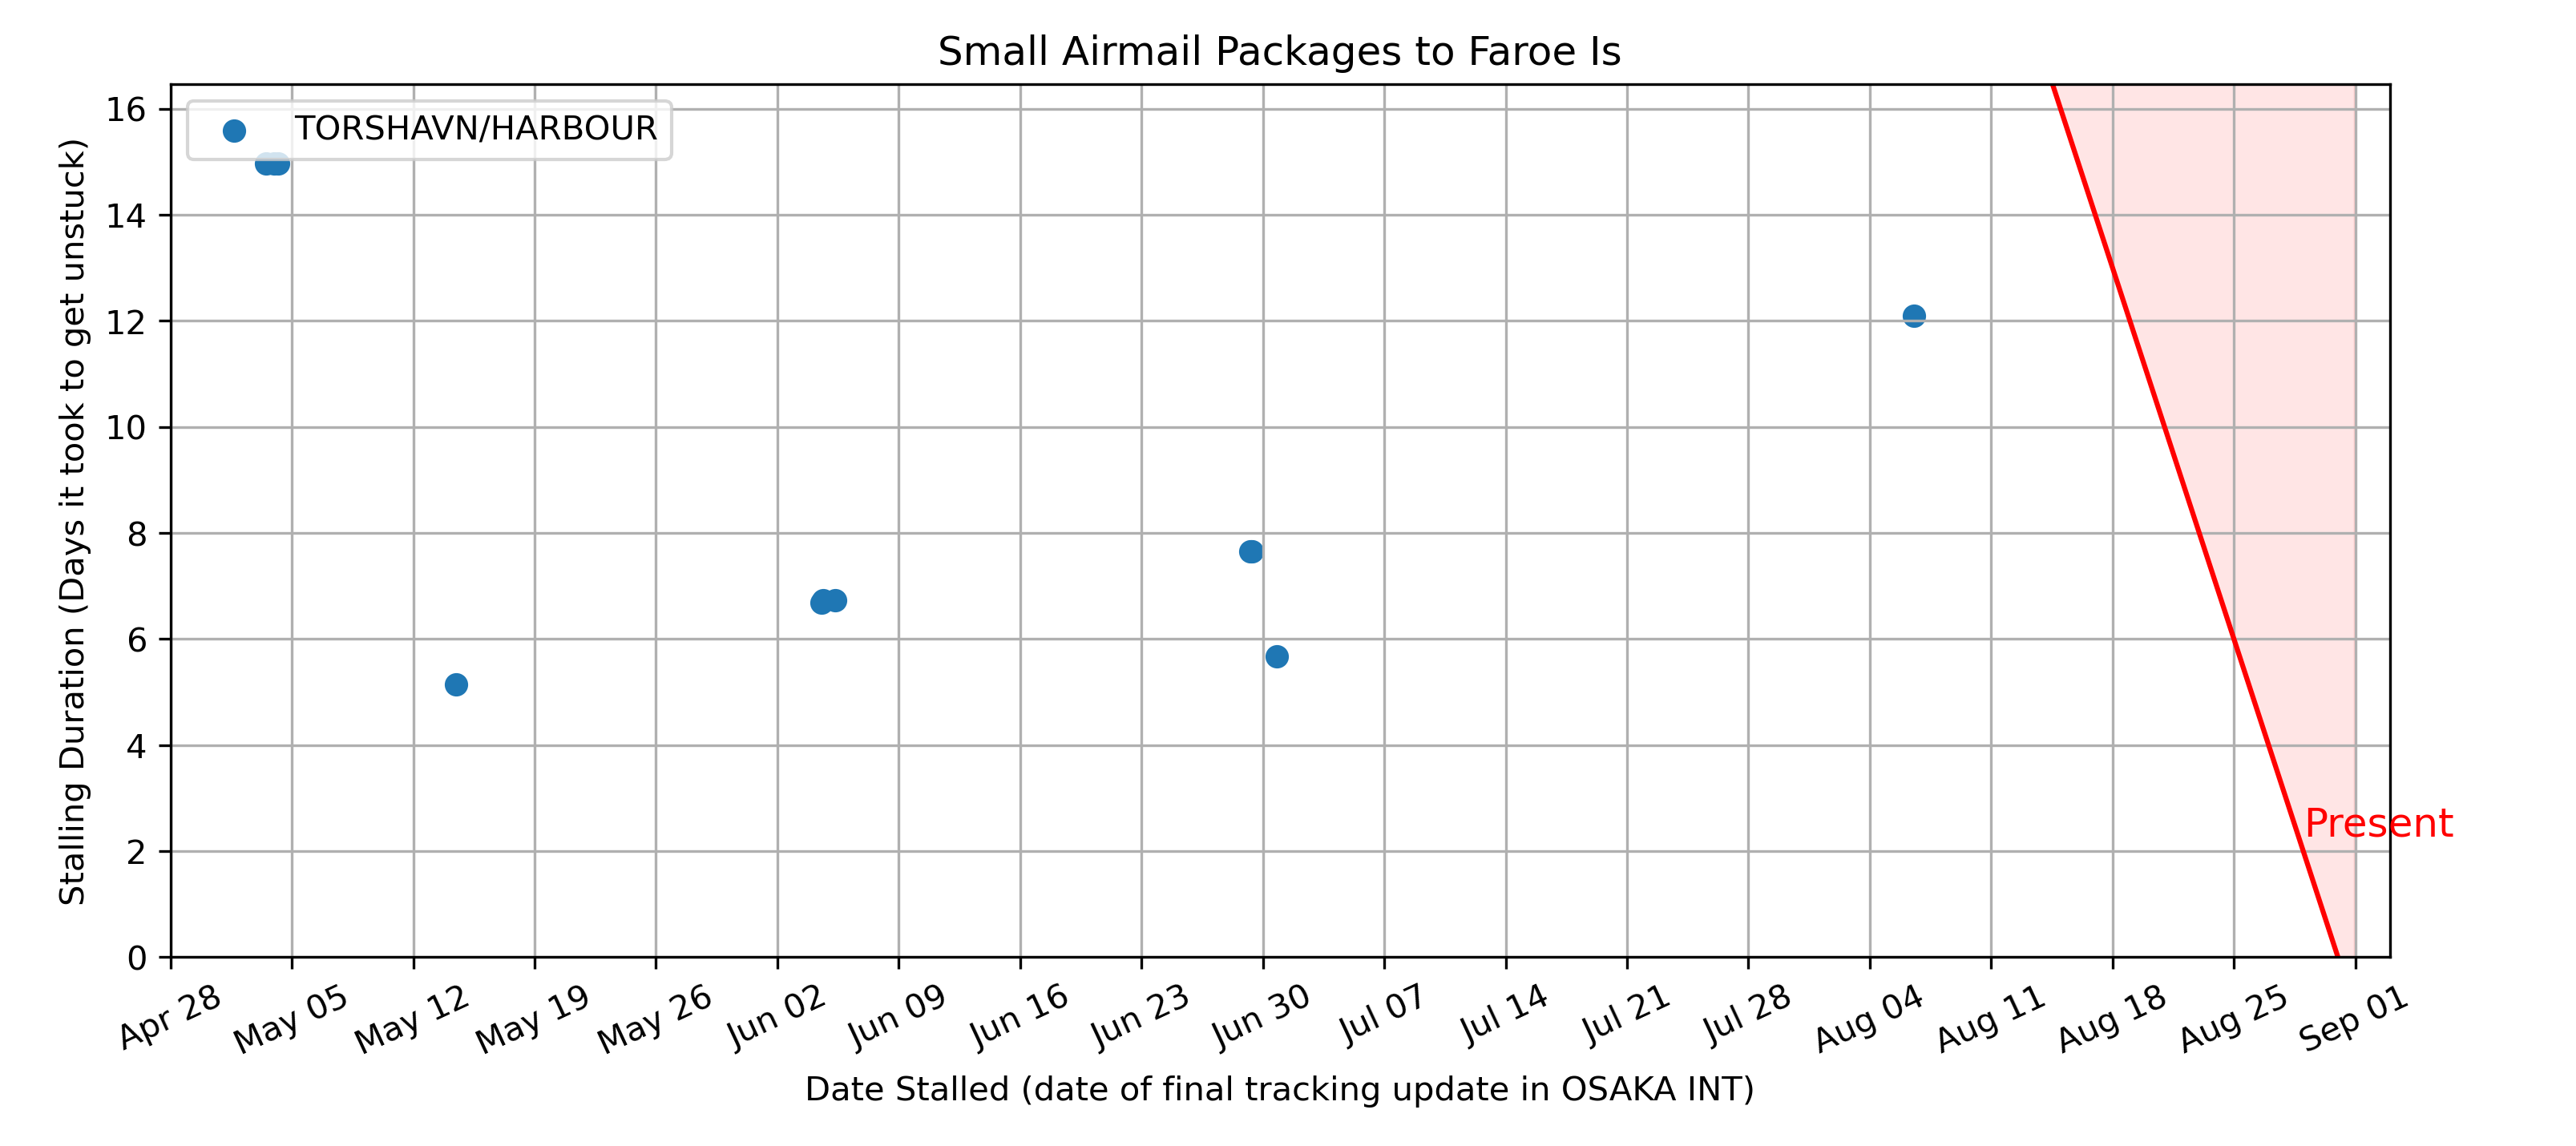 Small Airmail Packages to Faroe Is
TORSHAVN/HARBOUR
Stalling Duration (Days it took to get unstuck)
16
14
12
10
8
6
4
2
0
Present
Apr 28 May 05 May 12 May 19 May 26 Jun 02 Jun 09 Jun 16 Jun 23 Jun 30 Jul 07 Jul 14 Jul 21 Jul 28 Aug 04 Aug 11 Aug 18 Aug 25 Sep 01
Date Stalled (date of final tracking update in OSAKA INT)